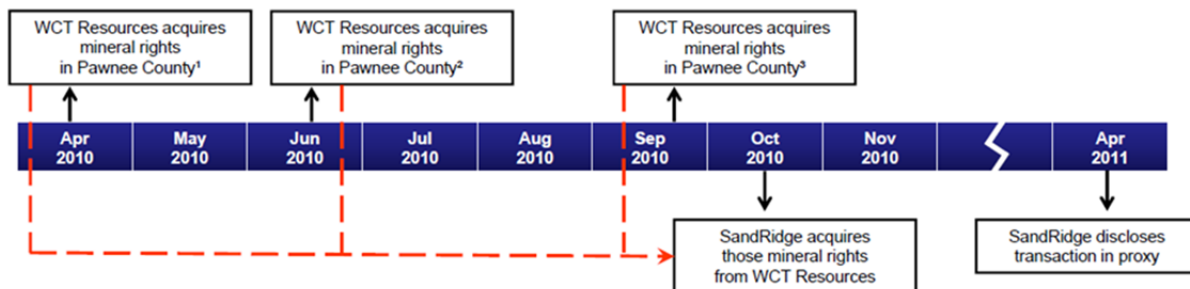 WCT Resources acquires
mineral rights
in Pawnee County¹
WCT Resources acquires
mineral rights
in Pawnee County²
WCT Resources acquires
mineral rights
in Pawnee County³
Apr
2010
May
2010
Jun
2010
Jul
2010
Aug
2010
Sep
2010
Oct
2010
Nov
2010
Apr
2011
SandRidge acquires
those mineral rights
from WCT Resources
SandRidge discloses
transaction in proxy